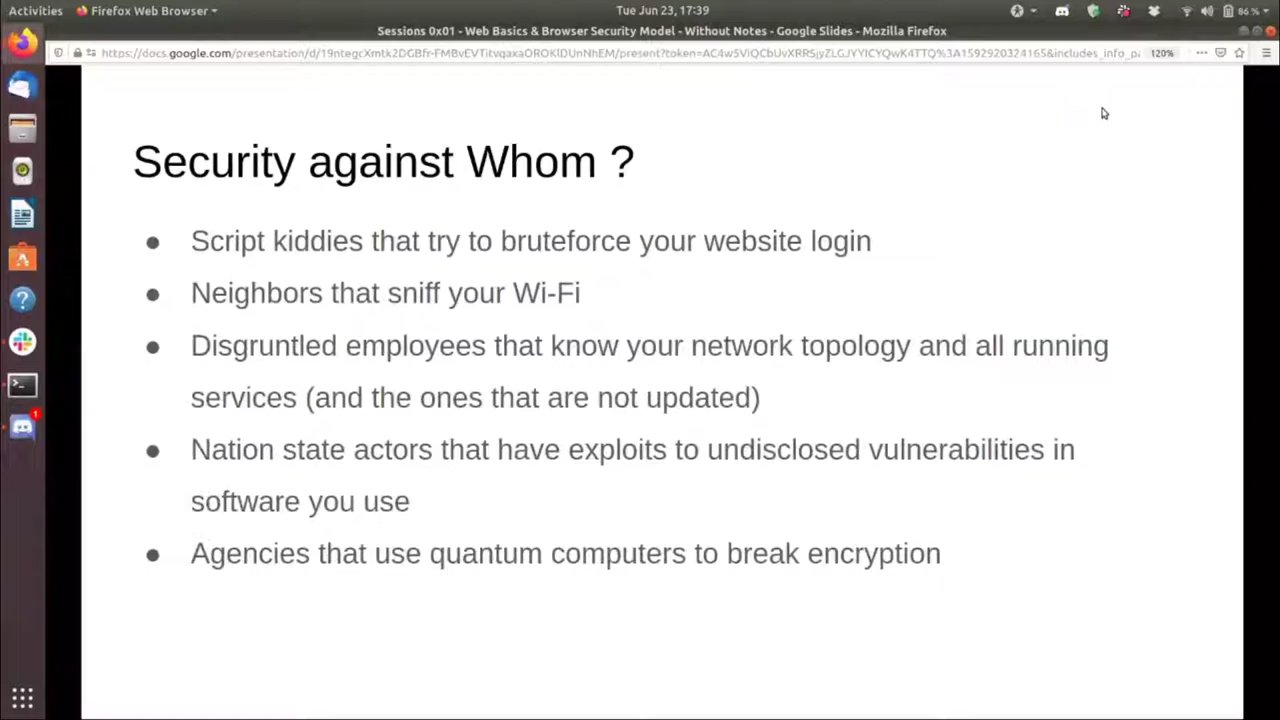 Activities
Firefox Web Browser
Tue Jun 23, 17:39
86 %
Sessions 0x01 - Web Basics & Browser Security Model - Without Notes - Google Slides - Mozilla Firefox
120%
Security against Whom ?
● Script kiddies that try to bruteforce your website login
● Neighbors that sniff your Wi-Fi
● Disgruntled employees that know your network topology and all running
services (and the ones that are not updated)
● Nation state actors that have exploits to undisclosed vulnerabilities in
software you use
● Agencies that use quantum computers to break encryption
1